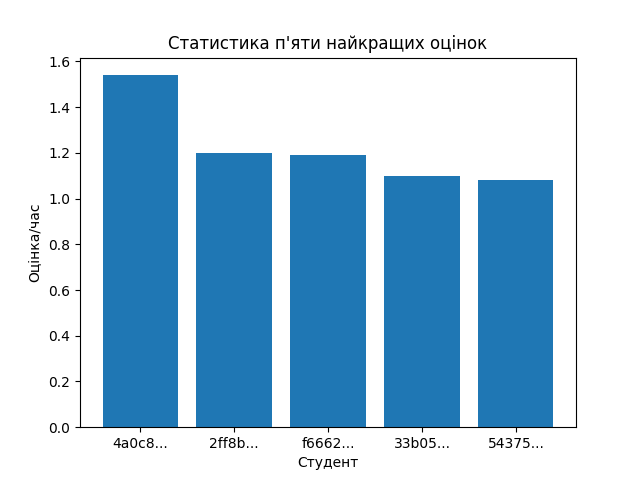 Статистика п'яти найкращих оцінок
1.6
1.4
1.2
1.0
0.8
0.6
0.4
0.2
0.0
Оцінка/час
4a0c8... 2ff8b... f6662... 33b05... 54375...
Студент